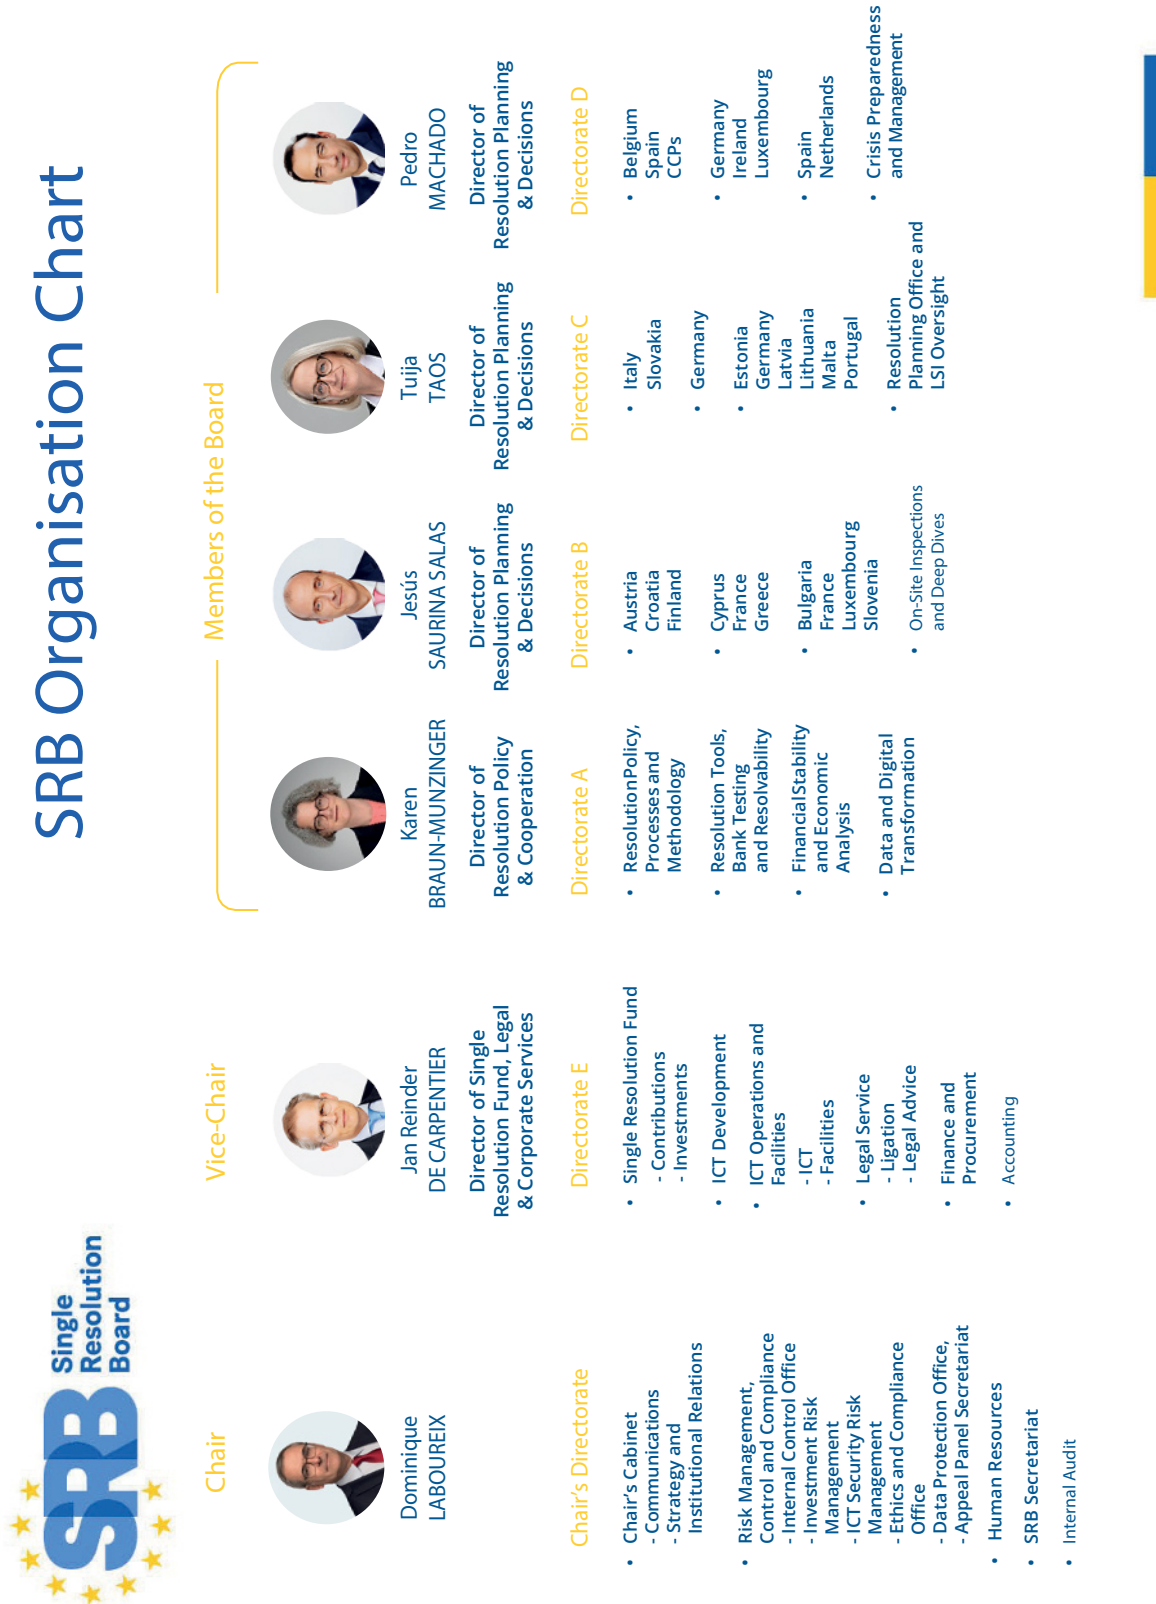 SRB
Single
Resolution
Board
SRB Organisation Chart
Chair
Dominique
LABOUREIX
Chair's Directorate
• Chair's Cabinet
- Communications
- Strategy and
Institutional Relations
• Risk Management,
Control and Compliance
- Internal Control Office
- Investment Risk
Management
- ICT Security Risk
Management
- Ethics and Compliance
Office
- Data Protection Office,
- Appeal Panel Secretariat
• Human Resources
• SRB Secretariat
• Internal Audit
Vice-Chair
Jan Reinder
DE CARPENTIER
Director of Single
Resolution Fund, Legal
& Corporate Services
Directorate E
• Single Resolution Fund
- Contributions
- Investments
• ICT Development
• ICT Operations and
Facilities
- ICT
- Facilities
• Legal Service
- Ligation
- Legal Advice
• Finance and
Procurement
• Accounting
Members of the Board
Karen
BRAUN-MUNZINGER
Director of
Resolution Policy
& Cooperation
Directorate A
• ResolutionPolicy,
Processes and
Methodology
• Resolution Tools,
Bank Testing
and Resolvability
• FinancialStability
and Economic
Analysis
• Data and Digital
Transformation
Jesús
SAURINA SALAS
Director of
Resolution Planning
& Decisions
Directorate B
• Austria
Croatia
Finland
• Cyprus
France
Greece
• Bulgaria
France
Luxembourg
Slovenia
• On-Site Inspections
and Deep Dives
Tuija
TAOS
Director of
Resolution Planning
& Decisions
Directorate C
• Italy
Slovakia
• Germany
• Estonia
Germany
Latvia
Lithuania
Malta
Portugal
• Resolution
Planning Office and
LSI Oversight
Pedro
MACHADO
Director of
Resolution Planning
& Decisions
Directorate D
• Belgium
Spain
CCPs
• Germany
Ireland
Luxembourg
• Spain
Netherlands
• Crisis Preparedness
and Management